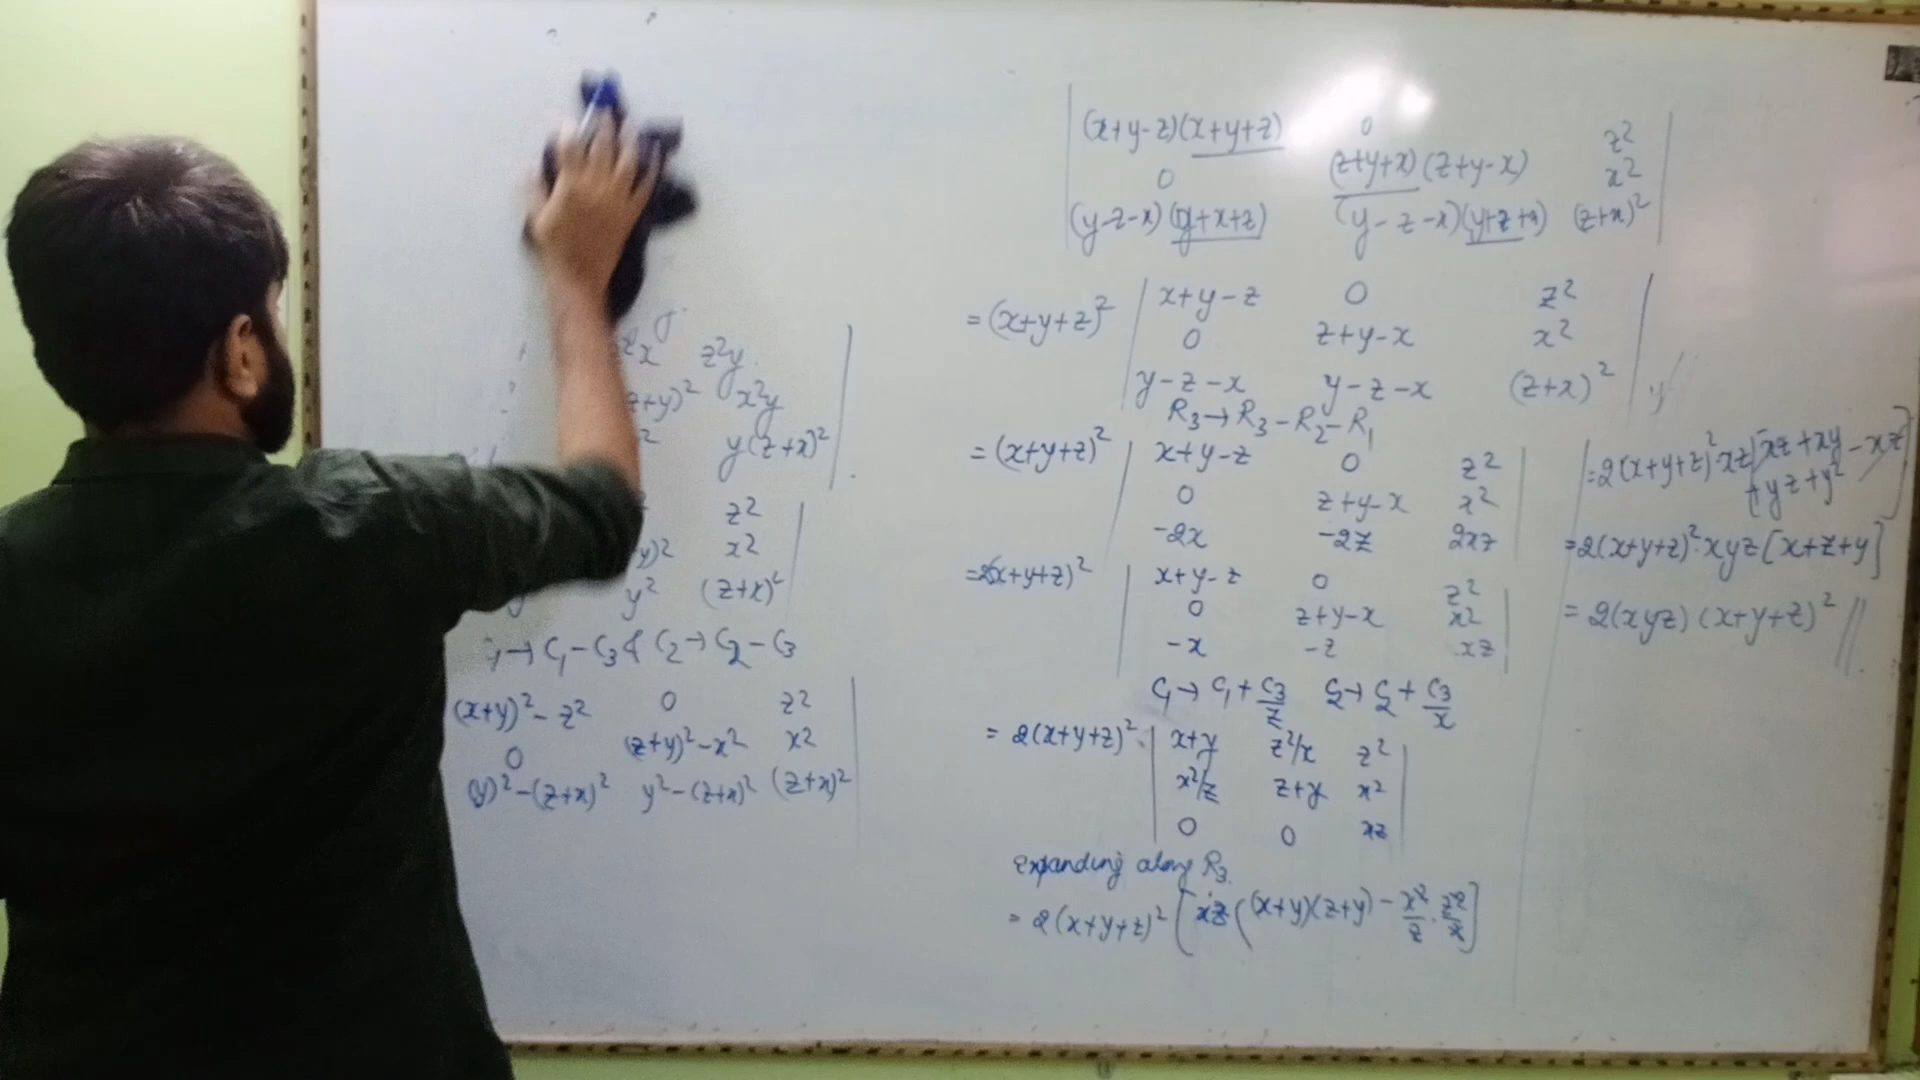 z²y
z+y)² x²y
y(z+x)²
z²
y)² x²
y² (z+x)²
→ C₁ - C₃ & C₂ → C₂ - C₃
(x+y)² - z² 0 z²
0 (z+y)² - x² x²
y)² - (z+x)² y² - (z+x)² (z+x)²
(x+y-z)(x+y+z) 0 z²
0 (z+y+x)(z+y-x) x²
(y-z-x)(y+x+z) (y-z-x)(y+z+x) (z+x)²
= (x+y+z)² | x+y-z 0 z² |
0 z+y-x x²
y-z-x y-z-x (z+x)²
R₃ → R₃ - R₂ - R₁
= (x+y+z)² | x+y-z 0 z² |
0 z+y-x x²
-2x -2z 2xz
= 2(x+y+z)² | x+y-z 0 z² |
0 z+y-x x²
-x -z xz
C₁ → C₁ + C₃/z C₂ → C₂ + C₃/x
= 2(x+y+z)² | x+y z²/x z² |
x²/z z+y x²
0 0 xz
expanding along R₃
= 2(x+y+z)² [xz((x+y)(z+y) - x²/z . z²/x]
= 2(x+y+z)² xz[xz + xy - xz
+ yz + y²]
= 2(x+y+z)² . xyz[x+z+y]
= 2(xyz) (x+y+z)² //